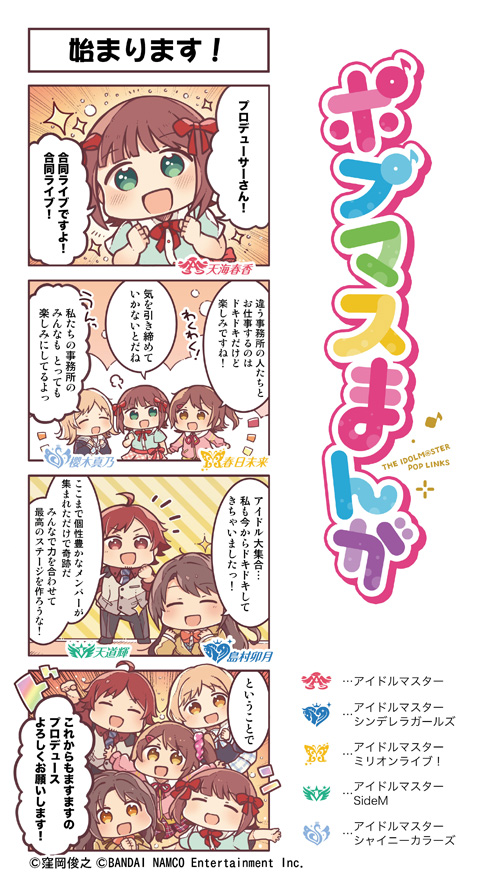 始まります！
プロデューサーさん！
合同ライブですよ！
合同ライブ！
天海春香
違う事務所の人たちと
お仕事するのは
ドキドキだけど
楽しみですね！
わくわく！
気を引き締めて
いかないとだね
うんっ
私たちの事務所の
みんなも とっても
楽しみにしてるよっ
櫻木真乃
春日未来
アイドル大集合…
私も今からドキドキして
きちゃいましたっ！
ここまで個性豊かなメンバーが
集まれただけで奇跡だ
みんなで力を合わせて
最高のステージを作ろうな！
天道輝
島村卯月
ということで
これからもますますの
プロデュース
よろしくお願いします！
©窪岡俊之 ©BANDAI NAMCO Entertainment Inc.
ポプマスまんが
THE IDOLM@STER
POP LINKS
…アイドルマスター
…アイドルマスター
シンデレラガールズ
…アイドルマスター
ミリオンライブ！
…アイドルマスター
SideM
…アイドルマスター
シャイニーカラーズ